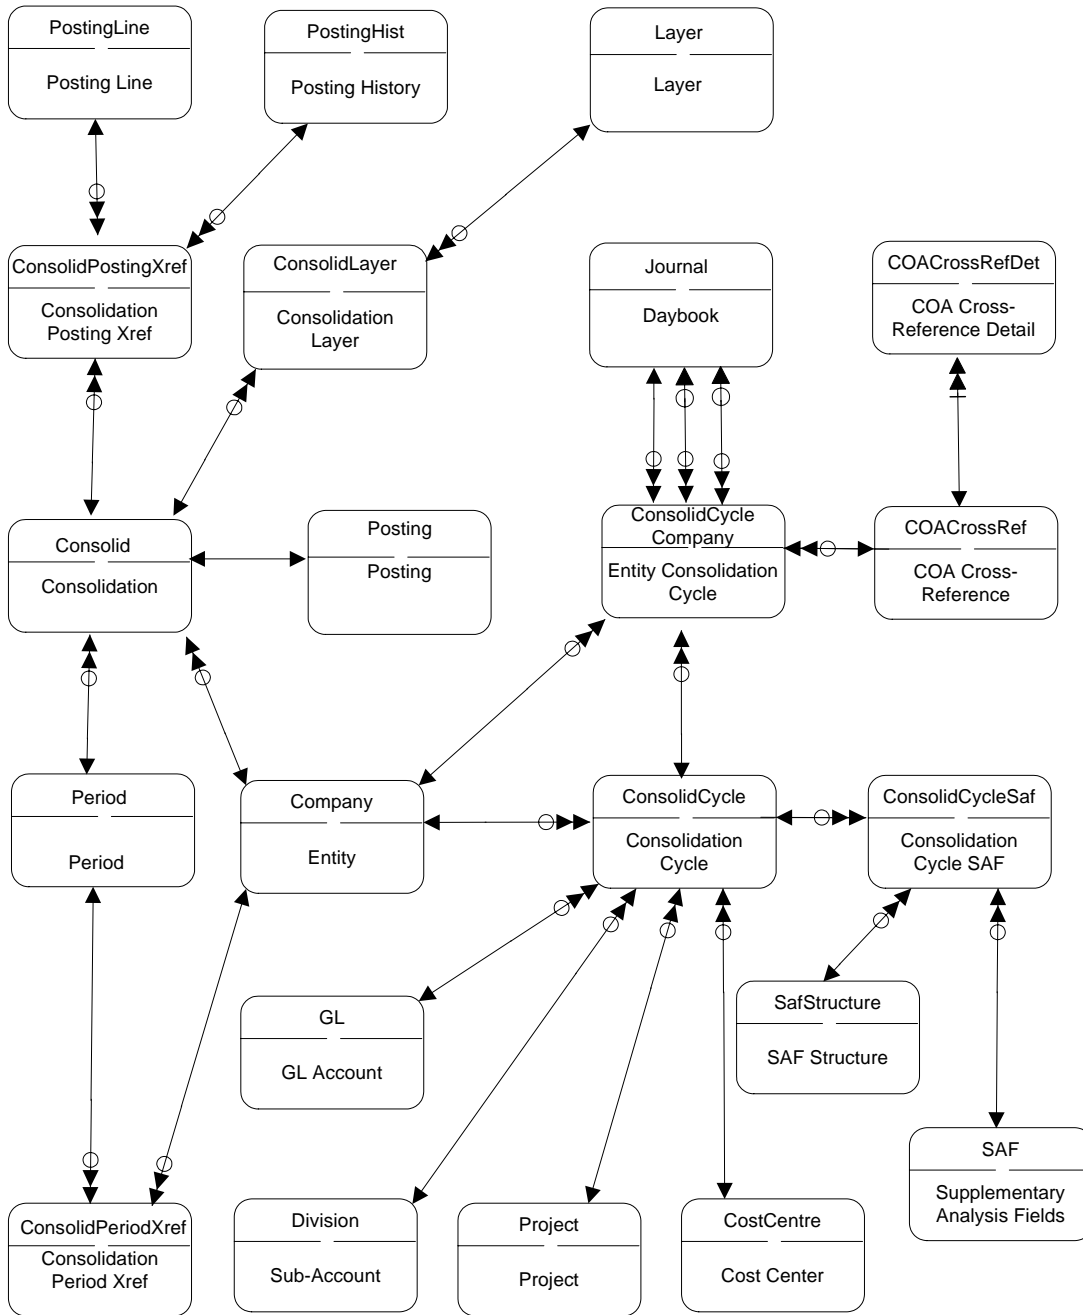 PostingLine
Posting Line
PostingHist
Posting History
Layer
Layer
ConsolidPostingXref
Consolidation
Posting Xref
ConsolidLayer
Consolidation
Layer
Journal
Daybook
COACrossRefDet
COA Cross-
Reference Detail
Consolid
Consolidation
Posting
Posting
ConsolidCycle
Company
Entity Consolidation
Cycle
COACrossRef
COA Cross-
Reference
Period
Period
Company
Entity
ConsolidCycle
Consolidation
Cycle
ConsolidCycleSaf
Consolidation
Cycle SAF
GL
GL Account
SafStructure
SAF Structure
SAF
Supplementary
Analysis Fields
ConsolidPeriodXref
Consolidation
Period Xref
Division
Sub-Account
Project
Project
CostCentre
Cost Center